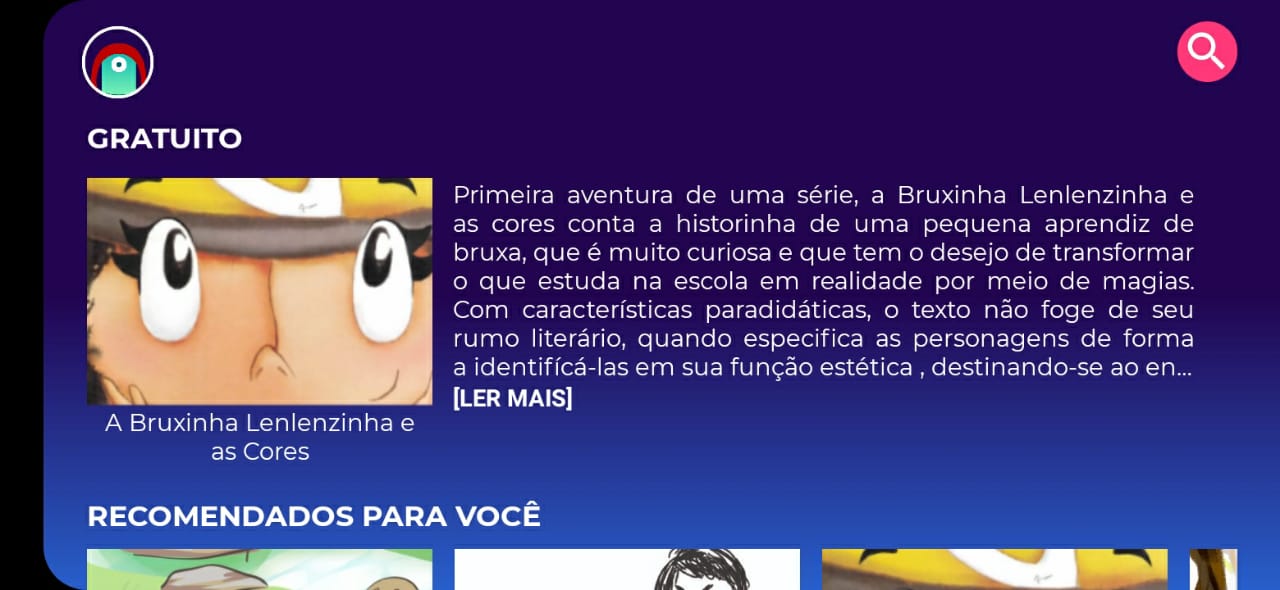 GRATUITO
Primeira aventura de uma série, a Bruxinha Lenlenzinha e
as cores conta a historinha de uma pequena aprendiz de
bruxa, que é muito curiosa e que tem o desejo de transformar
o que estuda na escola em realidade por meio de magias.
Com características paradidáticas, o texto não foge de seu
rumo literário, quando especifica as personagens de forma
a identifícá-las em sua função estética , destinando-se ao en...
[LER MAIS]
A Bruxinha Lenlenzinha e
as Cores
RECOMENDADOS PARA VOCÊ